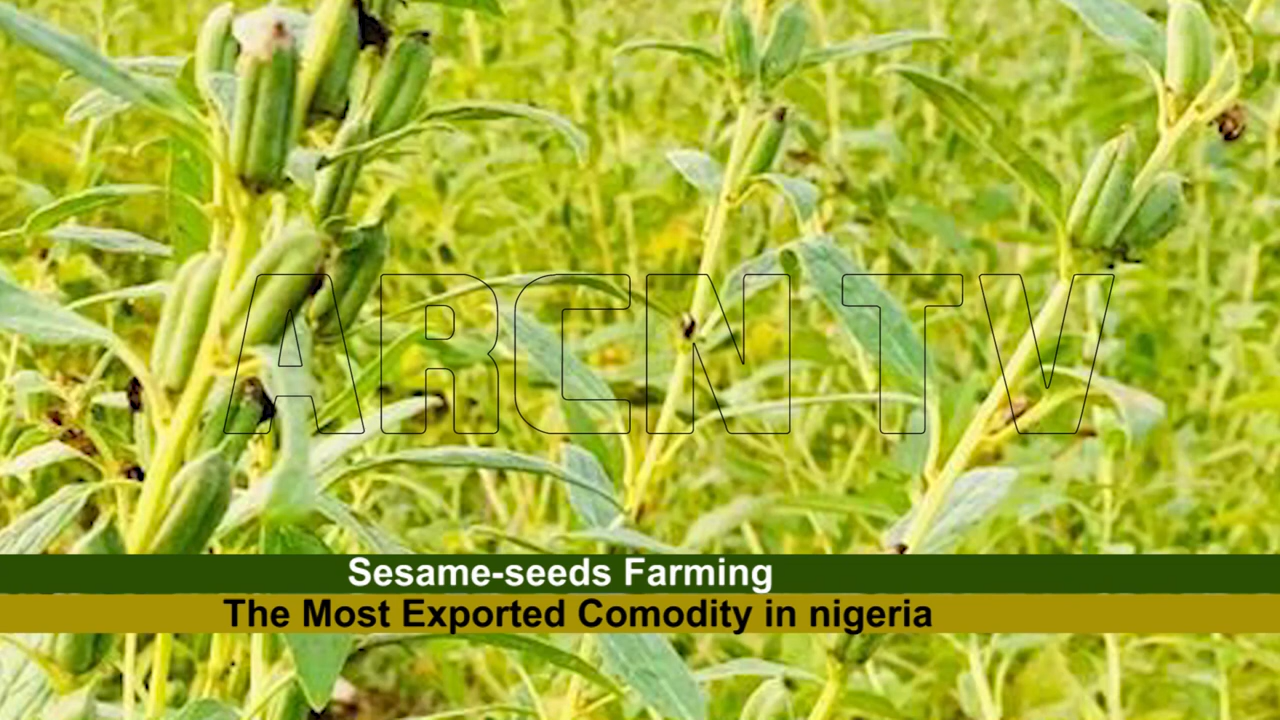 ARCN TV
Sesame-seeds Farming
The Most Exported Comodity in nigeria